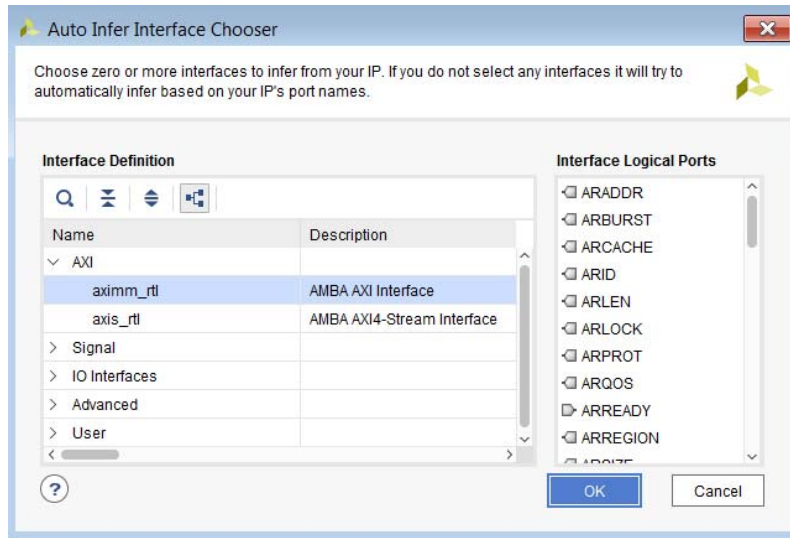 Auto Infer Interface Chooser
Choose zero or more interfaces to infer from your IP. If you do not select any interfaces it will try to
automatically infer based on your IP's port names.
Interface Definition
Name Description
AXI
aximm_rtl AMBA AXI Interface
axis_rtl AMBA AXI4-Stream Interface
Signal
IO Interfaces
Advanced
User
Interface Logical Ports
ARADDR
ARBURST
ARCACHE
ARID
ARLEN
ARLOCK
ARPROT
ARQOS
ARREADY
ARREGION
?
OK Cancel